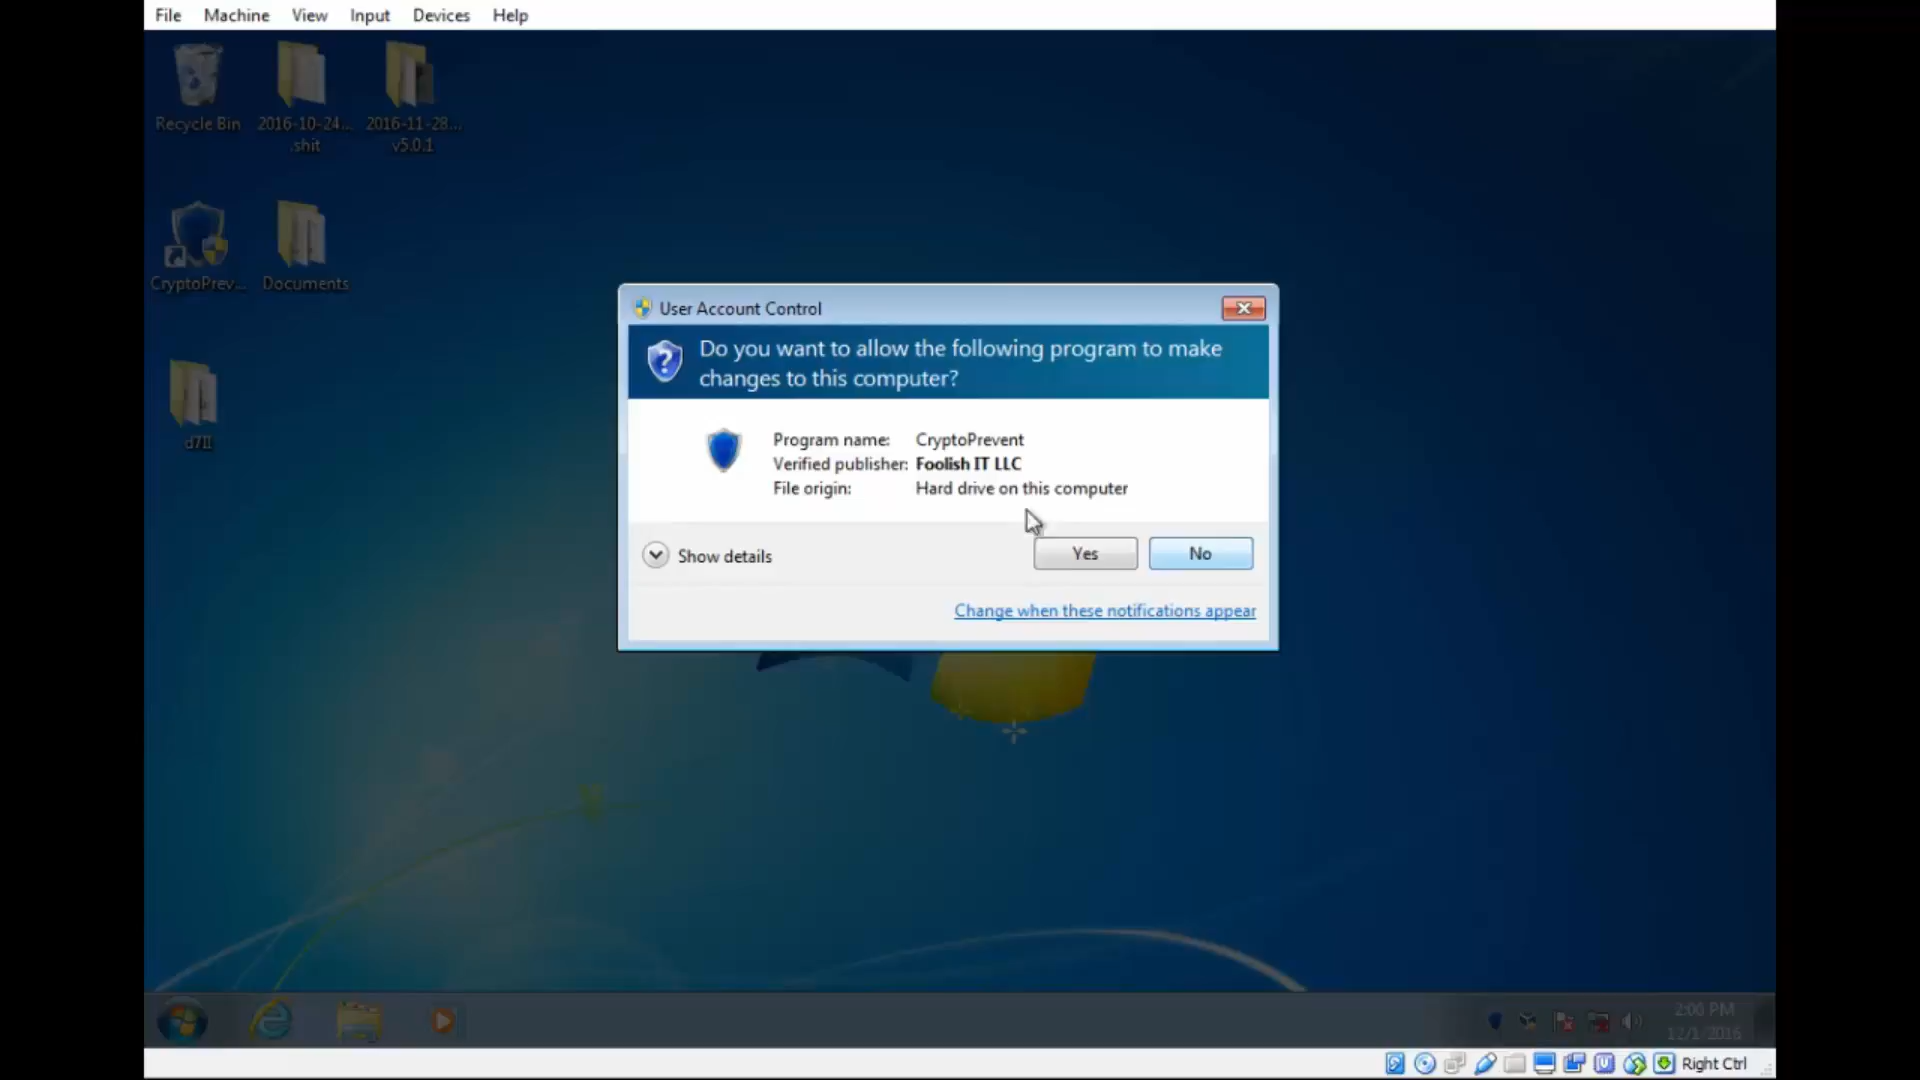 File Machine View Input Devices Help
Recycle Bin
2016-10-24...
.shit
2016-11-28...
v5.0.1
CryptoPrev...
Documents
d7II
User Account Control
Do you want to allow the following program to make
changes to this computer?
Program name: CryptoPrevent
Verified publisher: Foolish IT LLC
File origin: Hard drive on this computer
Show details
Yes
No
Change when these notifications appear
2:06 PM
12/1/2016
Right Ctrl